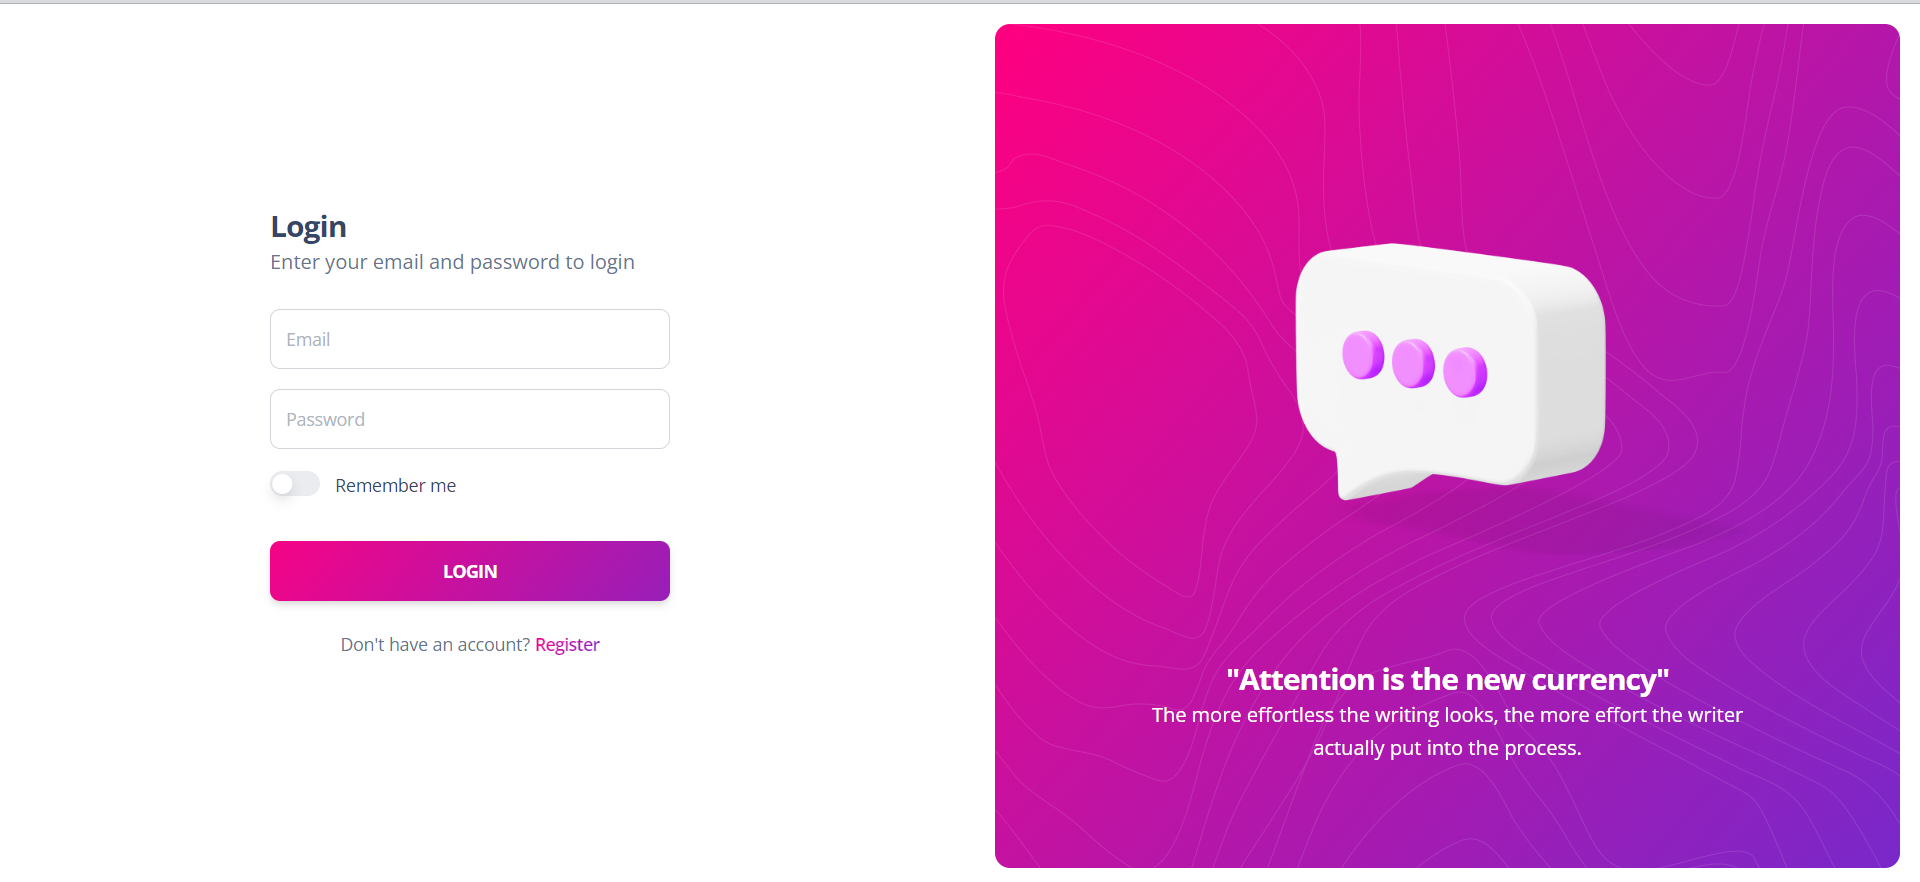 Login
Enter your email and password to login
Email
Password
Remember me
LOGIN
Don't have an account? Register
"Attention is the new currency"
The more effortless the writing looks, the more effort the writer
actually put into the process.